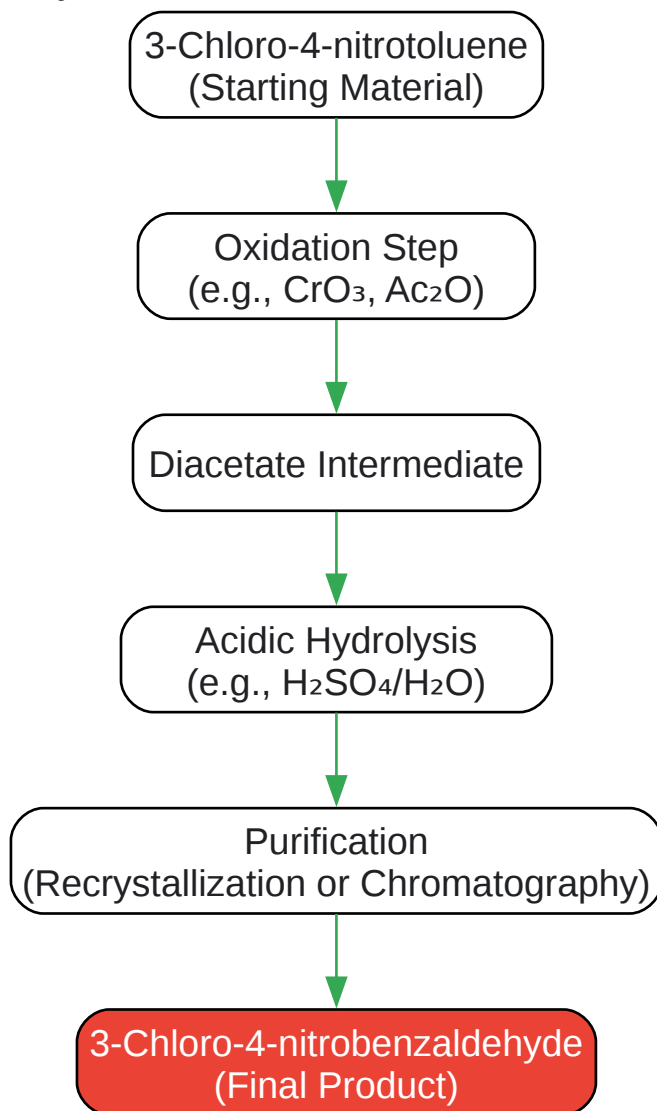 3-Chloro-4-nitrotoluene
(Starting Material)
Oxidation Step
(e.g., CrO₃, Ac₂O)
Diacetate Intermediate
Acidic Hydrolysis
(e.g., H₂SO₄/H₂O)
Purification
(Recrystallization or Chromatography)
3-Chloro-4-nitrobenzaldehyde
(Final Product)